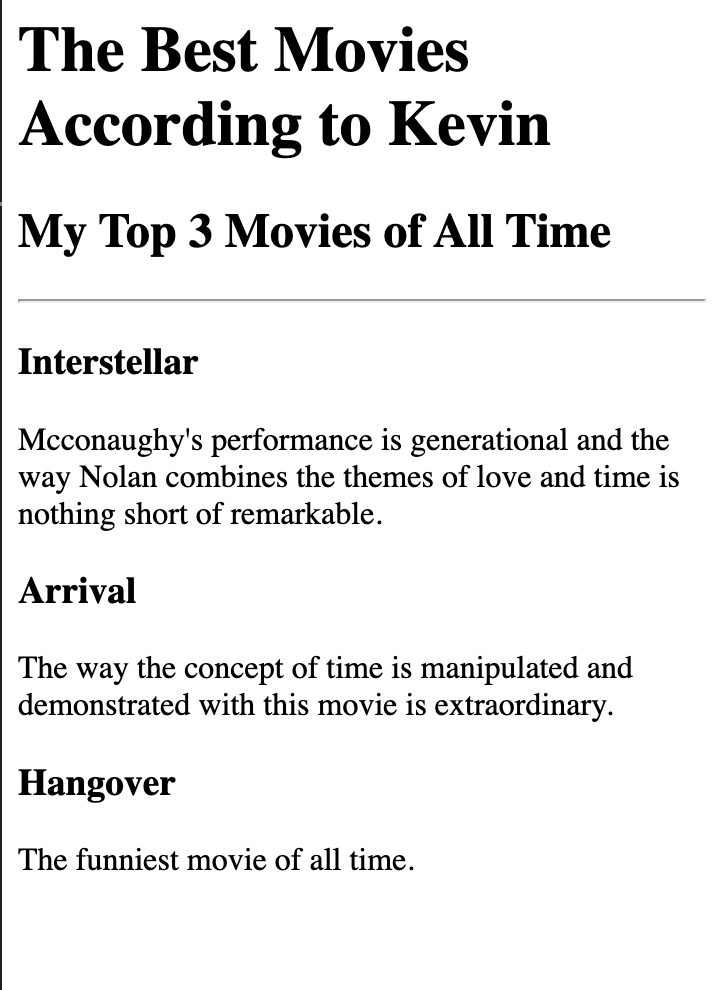 The Best Movies
According to Kevin
My Top 3 Movies of All Time
Interstellar
Mcconaughy's performance is generational and the
way Nolan combines the themes of love and time is
nothing short of remarkable.
Arrival
The way the concept of time is manipulated and
demonstrated with this movie is extraordinary.
Hangover
The funniest movie of all time.